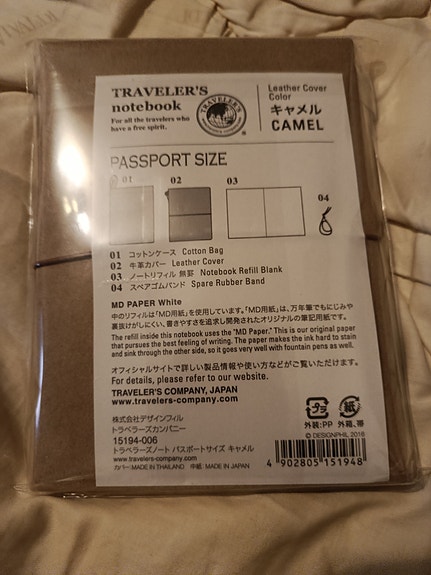 TRAVELER'S
notebook
For all the travelers who
have a free spirit.
TRAVELER'S
Leather Cover
Color
キャメル
CAMEL
PASSPORT SIZE
01
02
03
04
01 コットンケース Cotton Bag
02 牛革カバー Leather Cover
03 ノートリフィル 無罫 Notebook Refill Blank
04 スペアゴムバンド Spare Rubber Band
MD PAPER White
中のリフィルは「MD用紙」を使用しています。「MD用紙」は、万年筆でもにじみや
裏抜けがしにくく、書きやすさを追求し開発されたオリジナルの筆記用紙です。
The refill inside this notebook uses the "MD Paper." This is our original paper
that pursues the best feeling of writing. The paper makes the ink hard to stain
and sink through the other side, so it goes very well with fountain pens as well.
オフィシャルサイトで詳しい製品情報や使い方などがご覧いただけます。
For details, please refer to our website.
TRAVELER'S COMPANY, JAPAN
www.travelers-company.com
株式会社デザインフィル
トラベラーズカンパニー
15194-006
トラベラーズノート パスポートサイズ キャメル
カバー:MADE IN THAILAND 中紙:MADE IN JAPAN
プラ
紙
外装:PP
外箱、帯
© DESIGNPHIL 2018
4 902805 151948